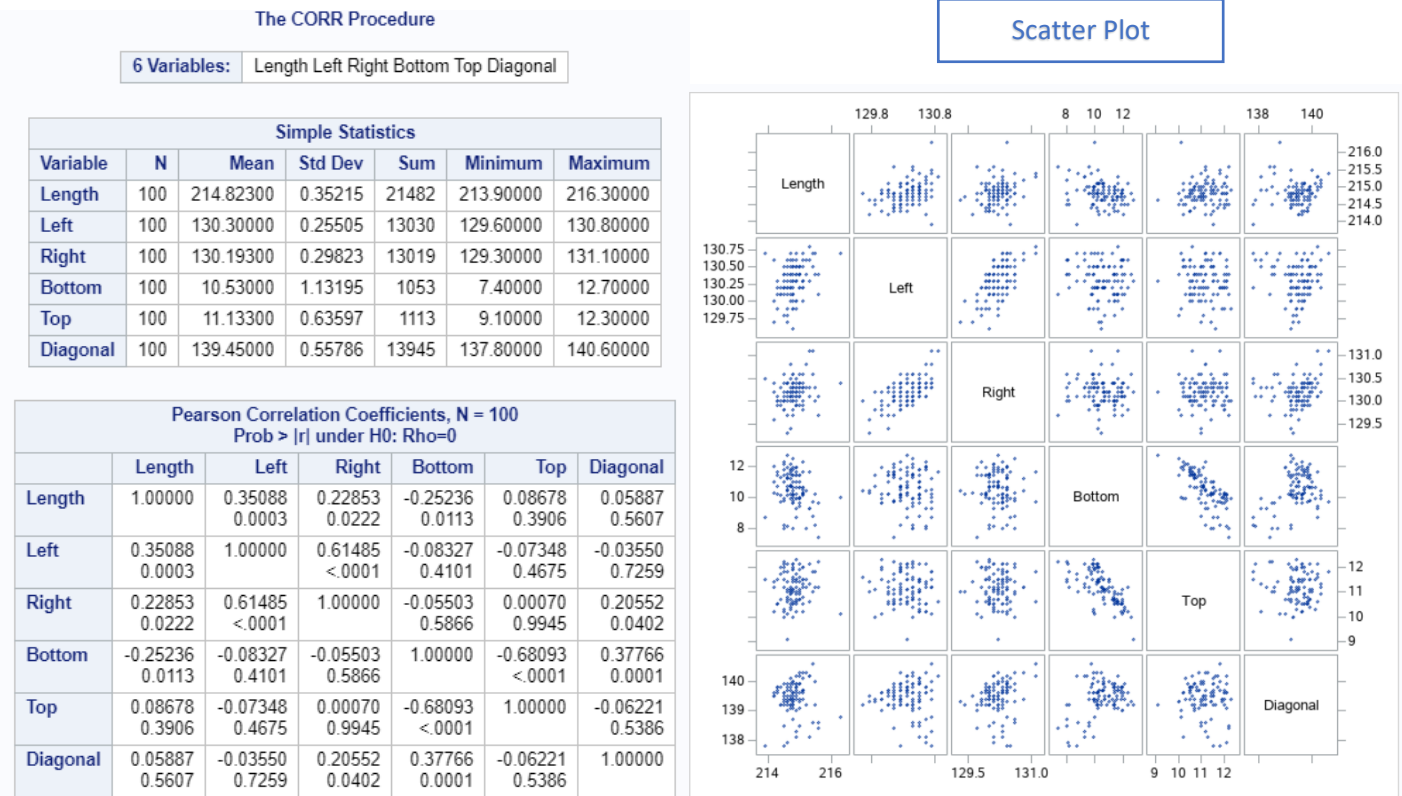 The CORR Procedure
6 Variables: Length Left Right Bottom Top Diagonal
Simple Statistics
Variable N Mean Std Dev Sum Minimum Maximum
Length 100 214.82300 0.35215 21482 213.90000 216.30000
Left 100 130.30000 0.25505 13030 129.60000 130.80000
Right 100 130.19300 0.29823 13019 129.30000 131.10000
Bottom 100 10.53000 1.13195 1053 7.40000 12.70000
Top 100 11.13300 0.63597 1113 9.10000 12.30000
Diagonal 100 139.45000 0.55786 13945 137.80000 140.60000
Pearson Correlation Coefficients, N = 100
Prob > |r| under H0: Rho=0
Length Left Right Bottom Top Diagonal
Length 1.00000 0.35088 0.22853 -0.25236 0.08678 0.05887
0.0003 0.0222 0.0113 0.3906 0.5607
Left 0.35088 1.00000 0.61485 -0.08327 -0.07348 -0.03550
0.0003 <.0001 0.4101 0.4675 0.7259
Right 0.22853 0.61485 1.00000 -0.05503 0.00070 0.20552
0.0222 <.0001 0.5866 0.9945 0.0402
Bottom -0.25236 -0.08327 -0.05503 1.00000 -0.68093 0.37766
0.0113 0.4101 0.5866 <.0001 0.0001
Top 0.08678 -0.07348 0.00070 -0.68093 1.00000 -0.06221
0.3906 0.4675 0.9945 <.0001 0.5386
Diagonal 0.05887 -0.03550 0.20552 0.37766 -0.06221 1.00000
0.5607 0.7259 0.0402 0.0001 0.5386
Scatter Plot
129.8 130.8 8 10 12 138 140
216.0
215.5
Length 215.0
214.5
214.0
130.75
130.50
130.25 Left
130.00
129.75
131.0
130.5
Right 130.0
129.5
12
10 Bottom
8
12
11
Top
10
9
140
139 Diagonal
138
214 216 129.5 131.0 9 10 11 12